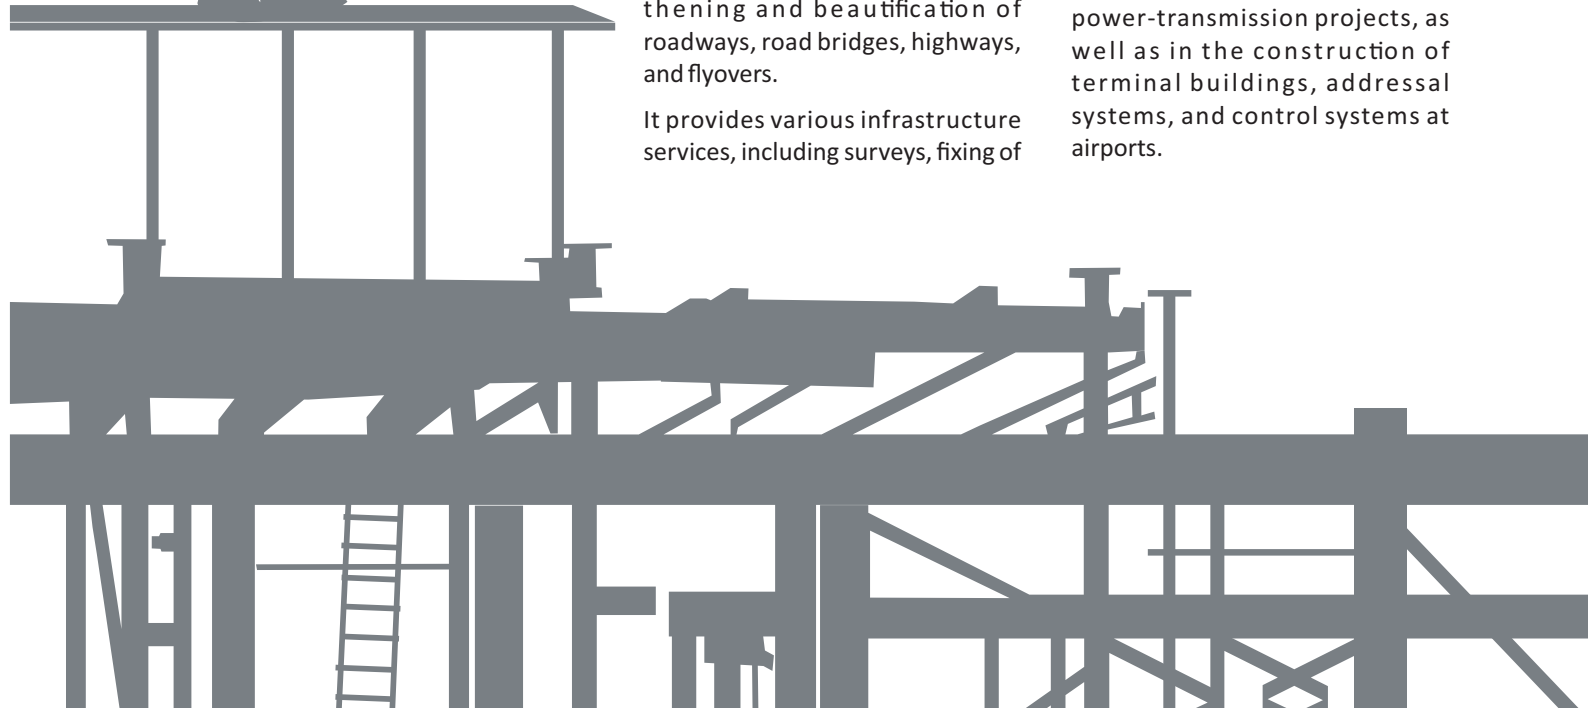 thening and beautification of
roadways, road bridges, highways,
and flyovers.
It provides various infrastructure
services, including surveys, fixing of
power-transmission projects, as
well as in the construction of
terminal buildings, addressal
systems, and control systems at
airports.